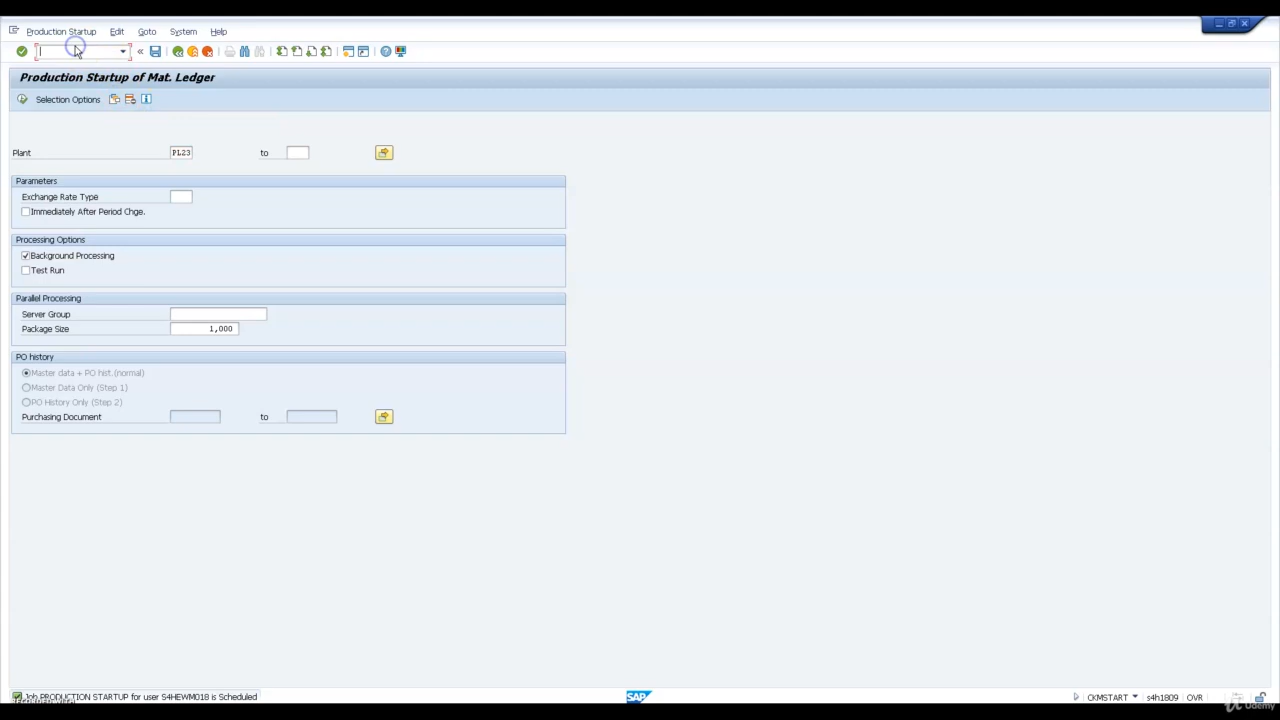 Production Startup Edit Goto System Help
Production Startup of Mat. Ledger
Selection Options
Plant PL23 to
Parameters
Exchange Rate Type
Immediately After Period Chge.
Processing Options
Background Processing
Test Run
Parallel Processing
Server Group
Package Size 1,000
PO history
Master data + PO hist.(normal)
Master Data Only (Step 1)
PO History Only (Step 2)
Purchasing Document to
Job PRODUCTION STARTUP for user S4HEWM018 is Scheduled
SAP
CKMSTART s4h1809 OVR
Udemy